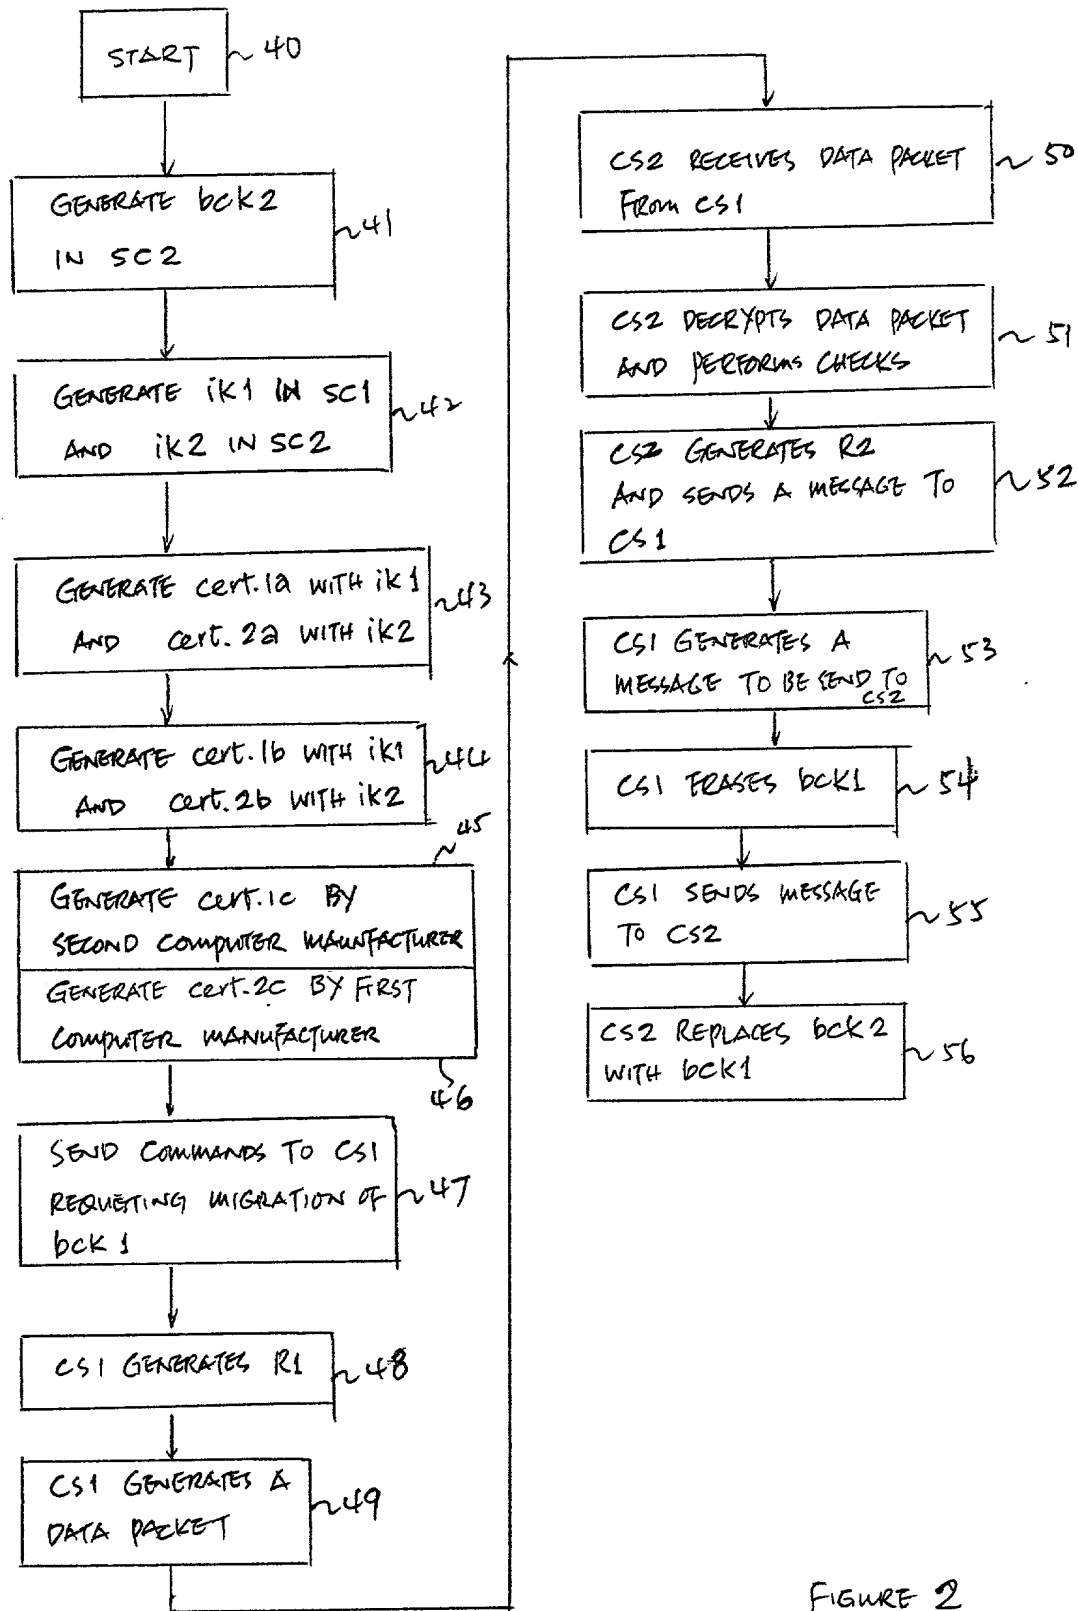 START
40
GENERATE bck2
IN SC2
41
GENERATE ik1 IN SC1
AND ik2 IN SC2
42
GENERATE cert.1a WITH ik1
AND cert.2a WITH ik2
43
GENERATE cert.1b WITH ik1
AND cert.2b WITH ik2
44
45
GENERATE cert.1c BY
SECOND COMPUTER MAUNFACTURER
GENERATE cert.2c BY FIRST
COMPUTER MANUFACTURER
46
SEND COMMANDS TO CS1
REQUESTING MIGRATION OF
bck1
47
CS1 GENERATES R1
48
CS1 GENERATES A
DATA PACKET
49
CS2 RECEIVES DATA PACKET
FROM CS1
50
CS2 DECRYPTS DATA PACKET
AND PERFORMS CHECKS
51
CS2 GENERATES R2
AND SENDS A MESSAGE TO
CS1
52
CS1 GENERATES A
MESSAGE TO BE SEND TO
CS2
53
CS1 ERASES bck1
54
CS1 SENDS MESSAGE
TO CS2
55
CS2 REPLACES bck2
WITH bck1
56
FIGURE 2